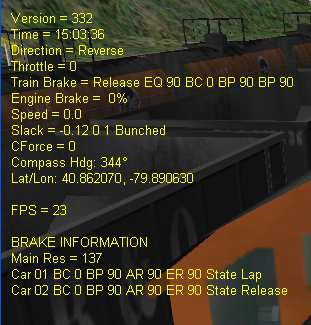 Version = 332
Time = 15:03:36
Direction = Reverse
Throttle = 0
Train Brake = Release EQ 90 BC 0 BP 90 BP 90
Engine Brake =  0%
Speed = 0.0
Slack = -0.12 0 1 Bunched
CForce = 0
Compass Hdg: 344°
Lat/Lon: 40.862070, -79.890630
FPS = 23
BRAKE INFORMATION
Main Res = 137
Car 01 BC 0 BP 90 AR 90 ER 90 State Lap
Car 02 BC 0 BP 90 AR 90 ER 90 State Release